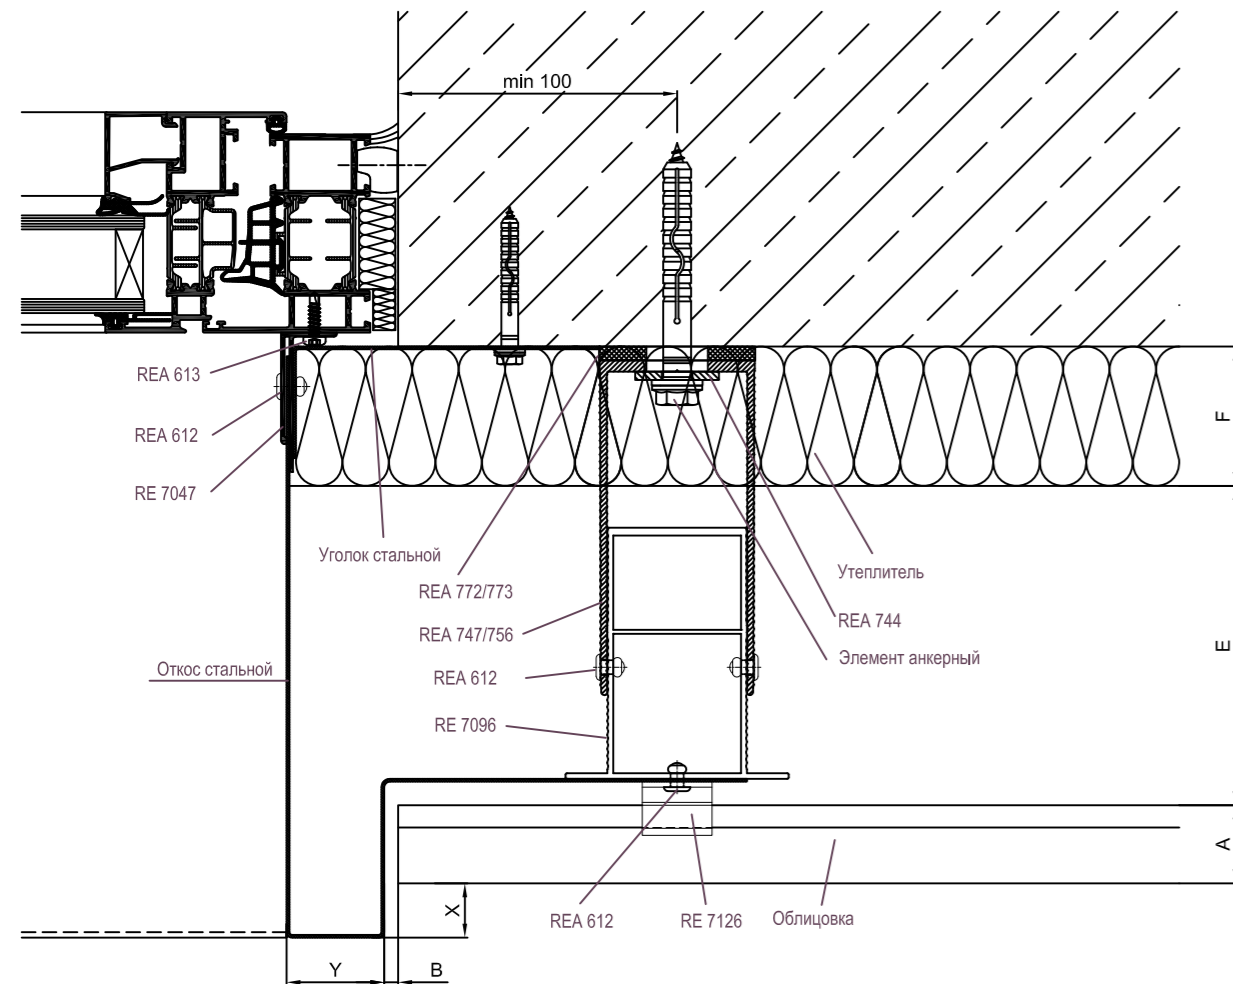 min 100
REA 613
REA 612
RE 7047
F
Уголок стальной
Утеплитель
REA 772/773
REA 744
REA 747/756
E
Элемент анкерный
Откос стальной
REA 612
RE 7096
A
X
REA 612
RE 7126
Облицовка
Y
B